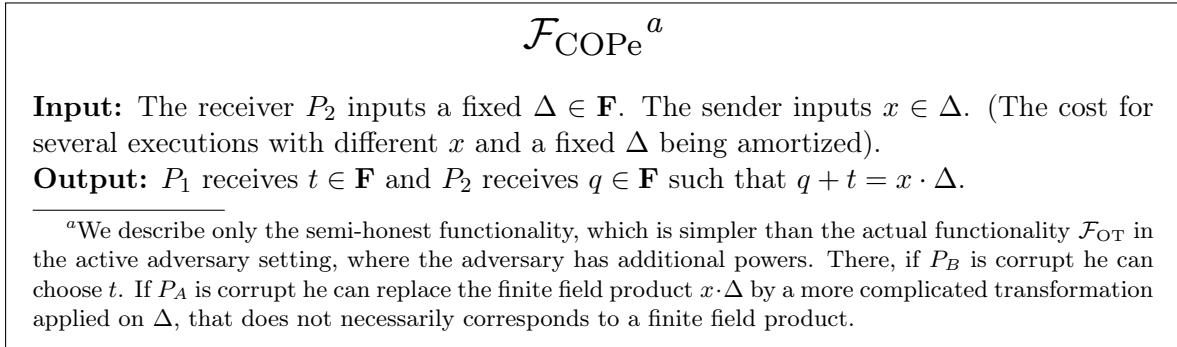 F_COPe^a
Input: The receiver P₂ inputs a fixed Δ ∈ F. The sender inputs x ∈ Δ. (The cost for
several executions with different x and a fixed Δ being amortized).
Output: P₁ receives t ∈ F and P₂ receives q ∈ F such that q + t = x · Δ.
^aWe describe only the semi-honest functionality, which is simpler than the actual functionality F_OT in
the active adversary setting, where the adversary has additional powers. There, if P_B is corrupt he can
choose t. If P_A is corrupt he can replace the finite field product x·Δ by a more complicated transformation
applied on Δ, that does not necessarily corresponds to a finite field product.